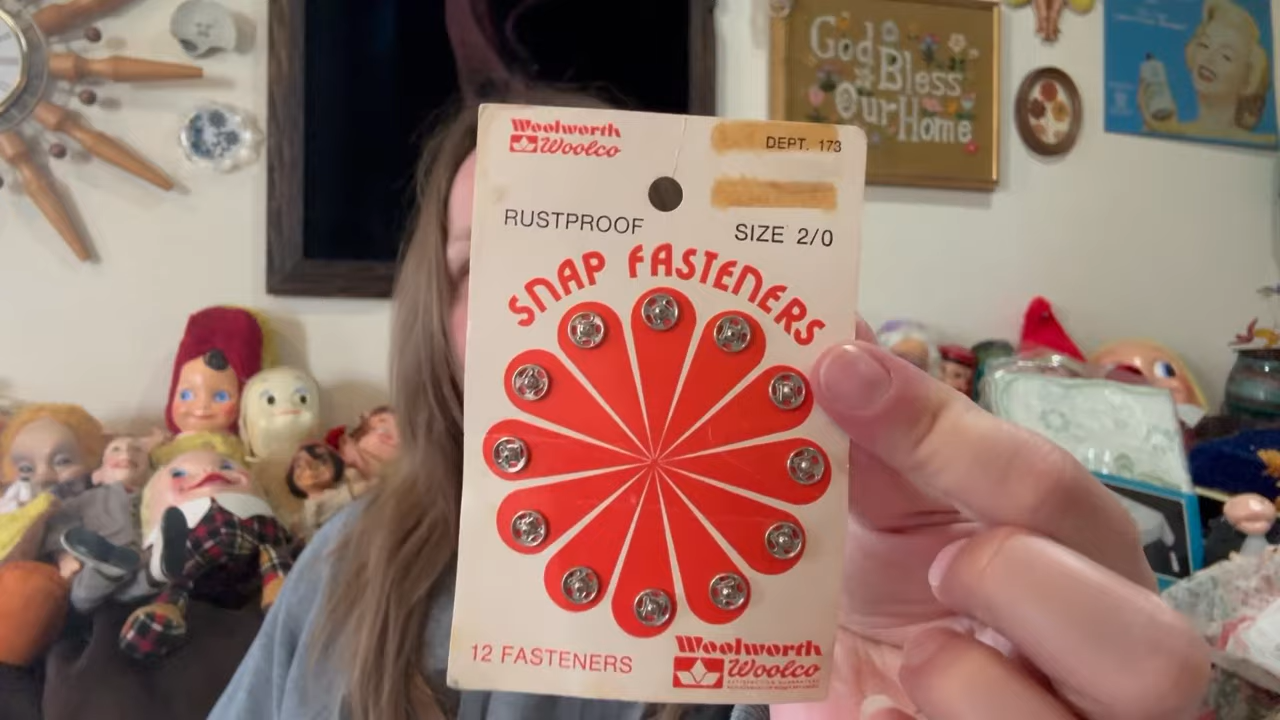 God
Bless
Our Home
Woolworth
Woolco
DEPT. 173
RUSTPROOF
SIZE 2/0
SNAP FASTENERS
12 FASTENERS
Woolworth
Woolco